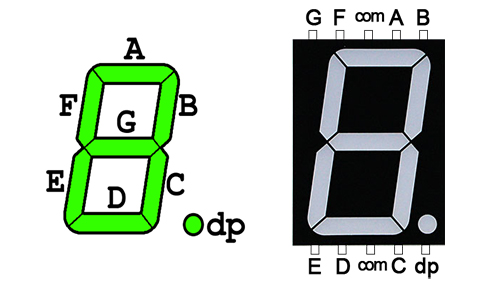 A
F B
G
E D C
dp
G F com A B
E D com C dp